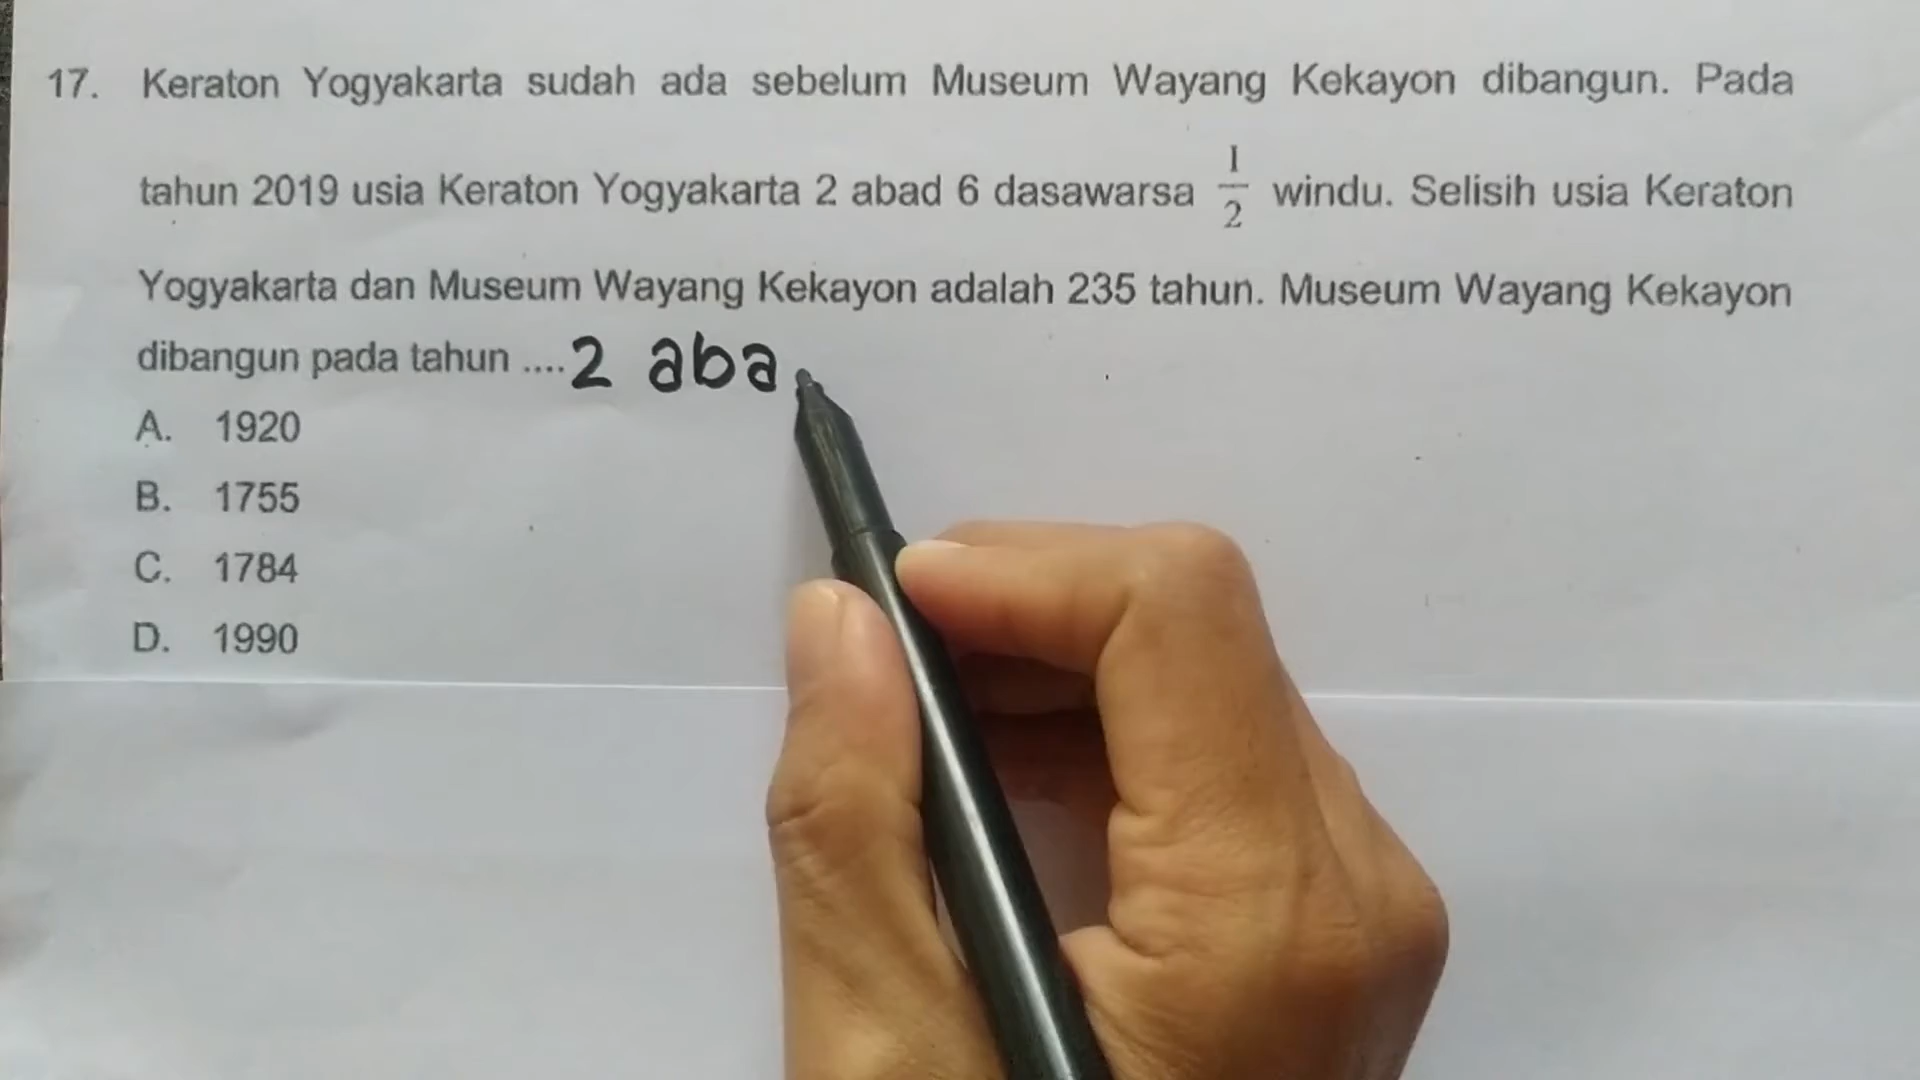 17. Keraton Yogyakarta sudah ada sebelum Museum Wayang Kekayon dibangun. Pada
tahun 2019 usia Keraton Yogyakarta 2 abad 6 dasawarsa 1/2 windu. Selisih usia Keraton
Yogyakarta dan Museum Wayang Kekayon adalah 235 tahun. Museum Wayang Kekayon
dibangun pada tahun .... 2 aba
A. 1920
B. 1755
C. 1784
D. 1990